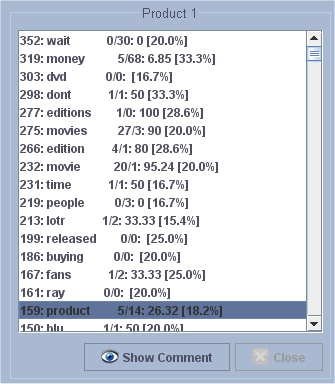 Product 1
352: wait 0/30: 0 [20.0%]
319: money 5/68: 6.85 [33.3%]
303: dvd 0/0: [16.7%]
298: dont 1/1: 50 [33.3%]
277: editions 1/0: 100 [28.6%]
275: movies 27/3: 90 [20.0%]
266: edition 4/1: 80 [28.6%]
232: movie 20/1: 95.24 [20.0%]
231: time 1/1: 50 [16.7%]
219: people 0/3: 0 [16.7%]
213: lotr 1/2: 33.33 [15.4%]
199: released 0/0: [25.0%]
186: buying 0/0: [20.0%]
167: fans 1/2: 33.33 [25.0%]
161: ray 0/0: [20.0%]
159: product 5/14: 26.32 [18.2%]
150: blu 1/1: 50 [20.0%]
Show Comment
Close